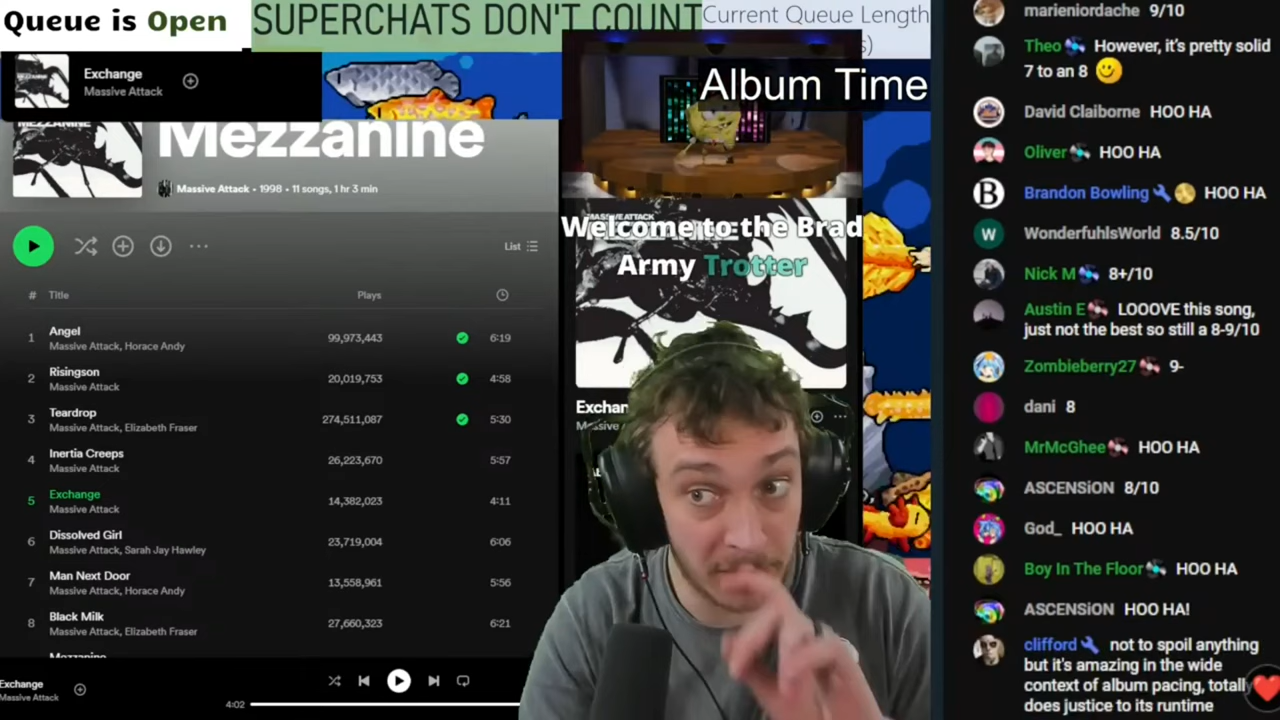 Queue is Open
SUPERCHATS DON'T COUNT
Current Queue Length
s)
Exchange
Massive Attack
Album Time
MEZZANINE
Mezzanine
Massive Attack • 1998 • 11 songs, 1 hr 3 min
List
# Title Plays
1 Angel 99,973,443 6:19
Massive Attack, Horace Andy
2 Risingson 20,019,753 4:58
Massive Attack
3 Teardrop 274,511,087 5:30
Massive Attack, Elizabeth Fraser
4 Inertia Creeps 26,223,670 5:57
Massive Attack
5 Exchange 14,382,023 4:11
Massive Attack
6 Dissolved Girl 23,719,004 6:06
Massive Attack, Sarah Jay Hawley
7 Man Next Door 13,558,961 5:56
Massive Attack, Horace Andy
8 Black Milk 27,660,323 6:21
Massive Attack, Elizabeth Fraser
Mezzanine
Exchange
Massive Attack
4:02
MASSIVE ATTACK
Welcome to the Brad
Army Trotter
Exchan
Massive
marieniordache 9/10
Theo However, it's pretty solid
7 to an 8
David Claiborne HOO HA
Oliver HOO HA
B
Brandon Bowling HOO HA
W
WonderfuhlsWorld 8.5/10
Nick M 8+/10
Austin E LOOOVE this song,
just not the best so still a 8-9/10
Zombieberry27 9-
dani 8
MrMcGhee HOO HA
ASCENSiON 8/10
God_ HOO HA
Boy In The Floor HOO HA
ASCENSiON HOO HA!
clifford not to spoil anything
but it's amazing in the wide
context of album pacing, totally
does justice to its runtime